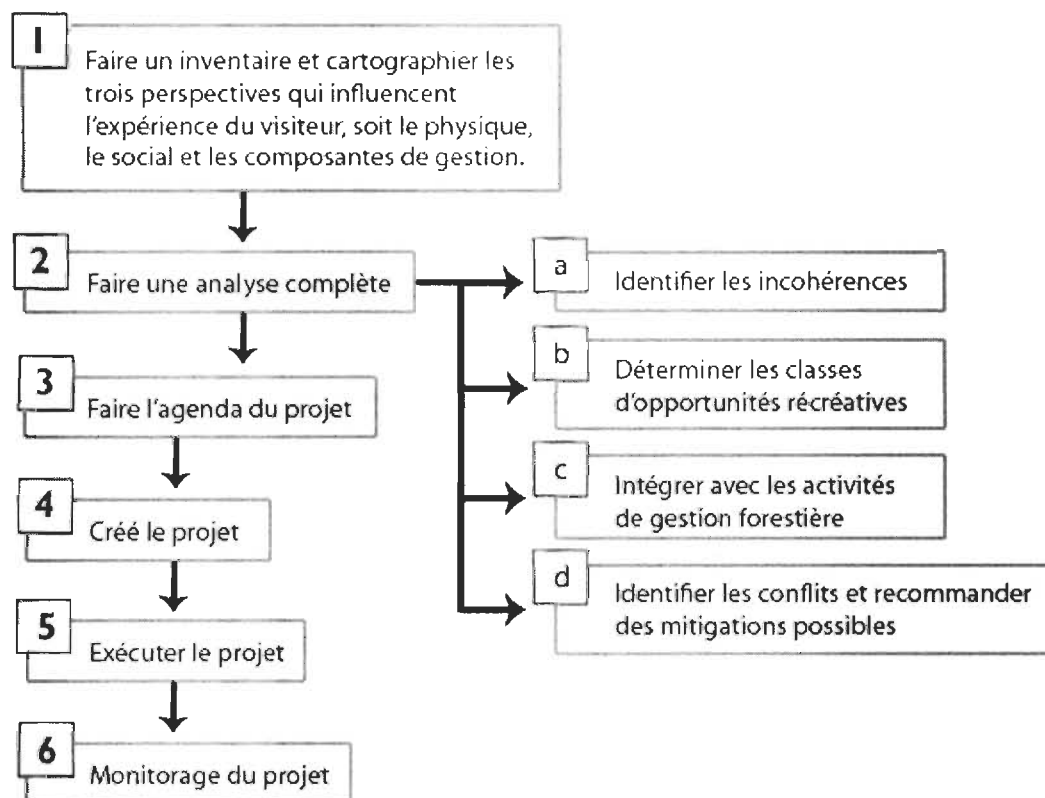 1
Faire un inventaire et cartographier les
trois perspectives qui influencent
l'expérience du visiteur, soit le physique,
le social et les composantes de gestion.
2
Faire une analyse complète
a
Identifier les incohérences
b
Déterminer les classes
d'opportunités récréatives
c
Intégrer avec les activités
de gestion forestière
d
Identifier les conflits et recommander
des mitigations possibles
3
Faire l'agenda du projet
4
Créé le projet
5
Exécuter le projet
6
Monitorage du projet